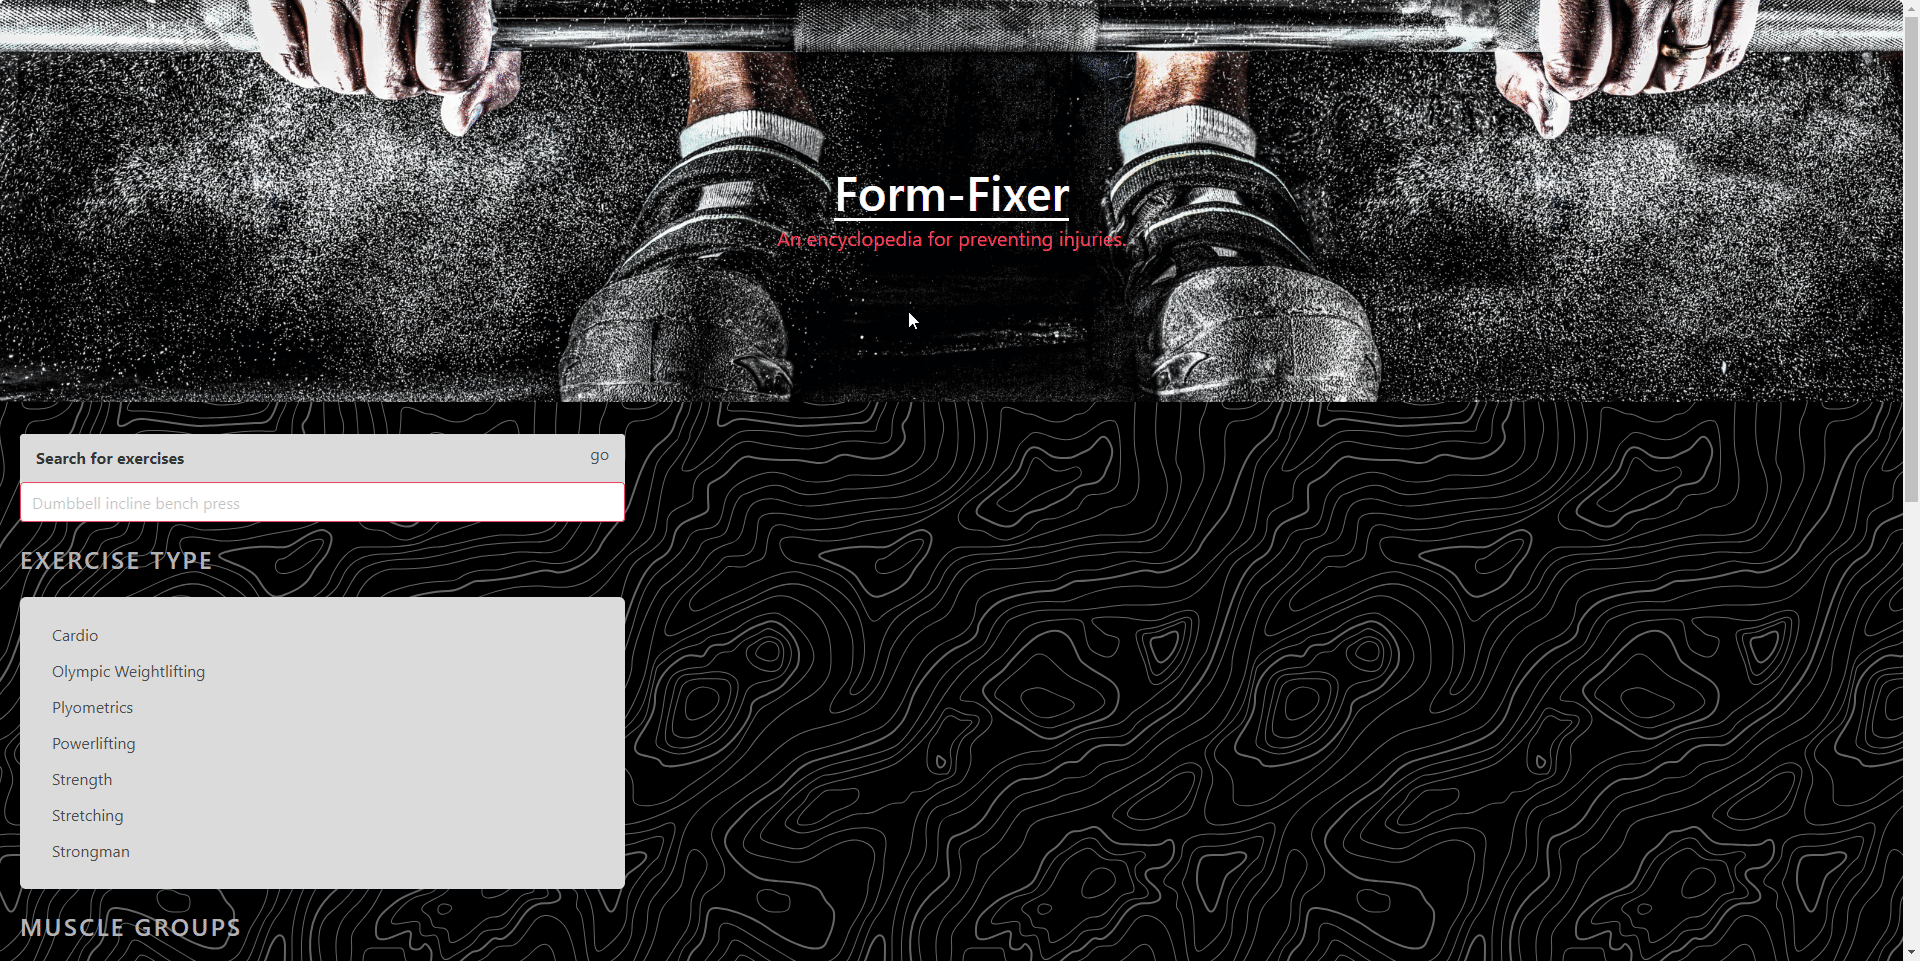 Form-Fixer
An encyclopedia for preventing injuries.
Search for exercises
go
Dumbbell incline bench press
EXERCISE TYPE
Cardio
Olympic Weightlifting
Plyometrics
Powerlifting
Strength
Stretching
Strongman
MUSCLE GROUPS